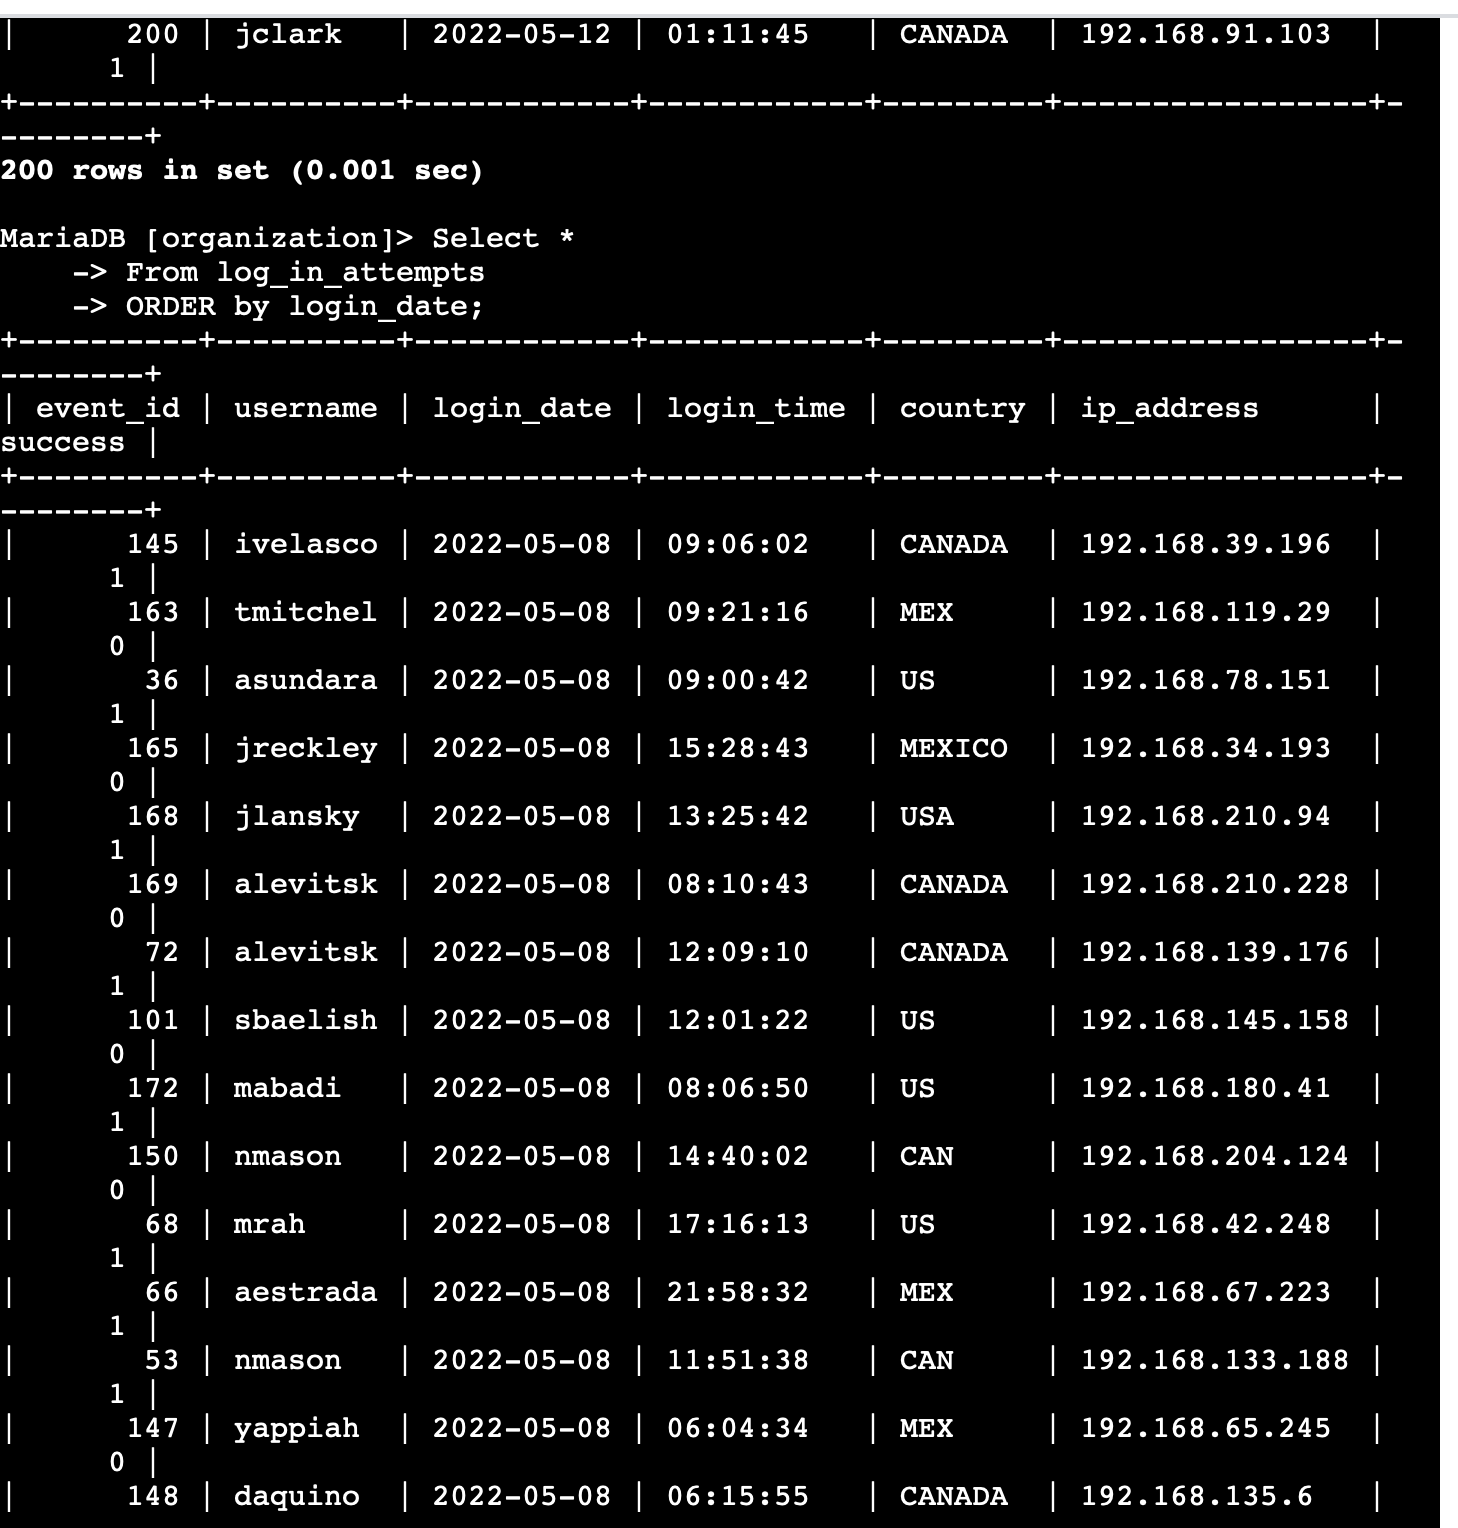 |      200 | jclark   | 2022-05-12 | 01:11:45   | CANADA  | 192.168.91.103  |
      1 |
+----------+----------+------------+------------+---------+-----------------+-
--------+
200 rows in set (0.001 sec)

MariaDB [organization]> Select *
    -> From log_in_attempts
    -> ORDER by login_date;
+----------+----------+------------+------------+---------+-----------------+-
--------+
| event_id | username | login_date | login_time | country | ip_address      |
success |
+----------+----------+------------+------------+---------+-----------------+-
--------+
|      145 | ivelasco | 2022-05-08 | 09:06:02   | CANADA  | 192.168.39.196  |
      1 |
|      163 | tmitchel | 2022-05-08 | 09:21:16   | MEX     | 192.168.119.29  |
      0 |
|       36 | asundara | 2022-05-08 | 09:00:42   | US      | 192.168.78.151  |
      1 |
|      165 | jreckley | 2022-05-08 | 15:28:43   | MEXICO  | 192.168.34.193  |
      0 |
|      168 | jlansky  | 2022-05-08 | 13:25:42   | USA     | 192.168.210.94  |
      1 |
|      169 | alevitsk | 2022-05-08 | 08:10:43   | CANADA  | 192.168.210.228 |
      0 |
|       72 | alevitsk | 2022-05-08 | 12:09:10   | CANADA  | 192.168.139.176 |
      1 |
|      101 | sbaelish | 2022-05-08 | 12:01:22   | US      | 192.168.145.158 |
      0 |
|      172 | mabadi   | 2022-05-08 | 08:06:50   | US      | 192.168.180.41  |
      1 |
|      150 | nmason   | 2022-05-08 | 14:40:02   | CAN     | 192.168.204.124 |
      0 |
|       68 | mrah     | 2022-05-08 | 17:16:13   | US      | 192.168.42.248  |
      1 |
|       66 | aestrada | 2022-05-08 | 21:58:32   | MEX     | 192.168.67.223  |
      1 |
|       53 | nmason   | 2022-05-08 | 11:51:38   | CAN     | 192.168.133.188 |
      1 |
|      147 | yappiah  | 2022-05-08 | 06:04:34   | MEX     | 192.168.65.245  |
      0 |
|      148 | daquino  | 2022-05-08 | 06:15:55   | CANADA  | 192.168.135.6   |